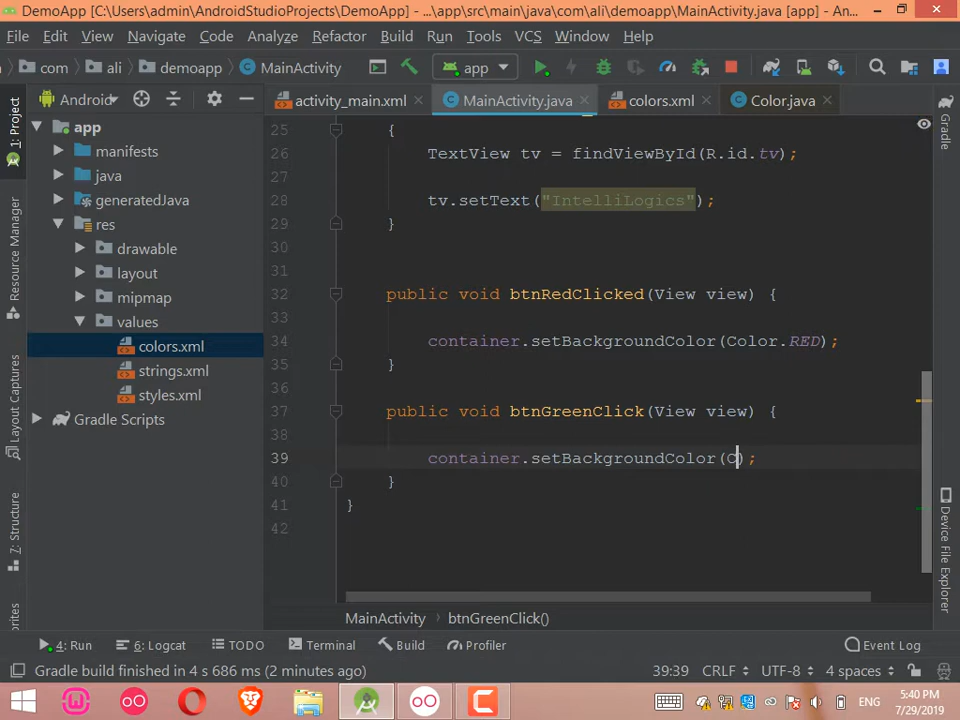 DemoApp [C:\Users\winner\AndroidStudioProjects\DemoApp] - ...\app\src\main\java\com\ali\demoapp\MainActivity.java [app] - An...
File Edit View Navigate Code Analyze Refactor Build Run Tools VCS Window Help
com ali demoapp MainActivity app
Android activity_main.xml MainActivity.java colors.xml Color.java
1: Project
Resource Manager
Layout Captures
7: Structure
app
manifests
java
generatedJava
res
drawable
layout
mipmap
values
colors.xml
strings.xml
styles.xml
Gradle Scripts
25 {
26 TextView tv = findViewById(R.id.tv);
27
28 tv.setText("IntelliLogics");
29 }
30
31
32 public void btnRedClicked(View view) {
33
34 container.setBackgroundColor(Color.RED);
35 }
36
37 public void btnGreenClick(View view) {
38
39 container.setBackgroundColor(C);
40 }
41 }
42
Gradle
Device File Explorer
MainActivity btnGreenClick()
4: Run 6: Logcat TODO Terminal Build Profiler Event Log
Gradle build finished in 4 s 686 ms (2 minutes ago) 39:39 CRLF UTF-8 4 spaces
ENG 5:40 PM
7/29/2019